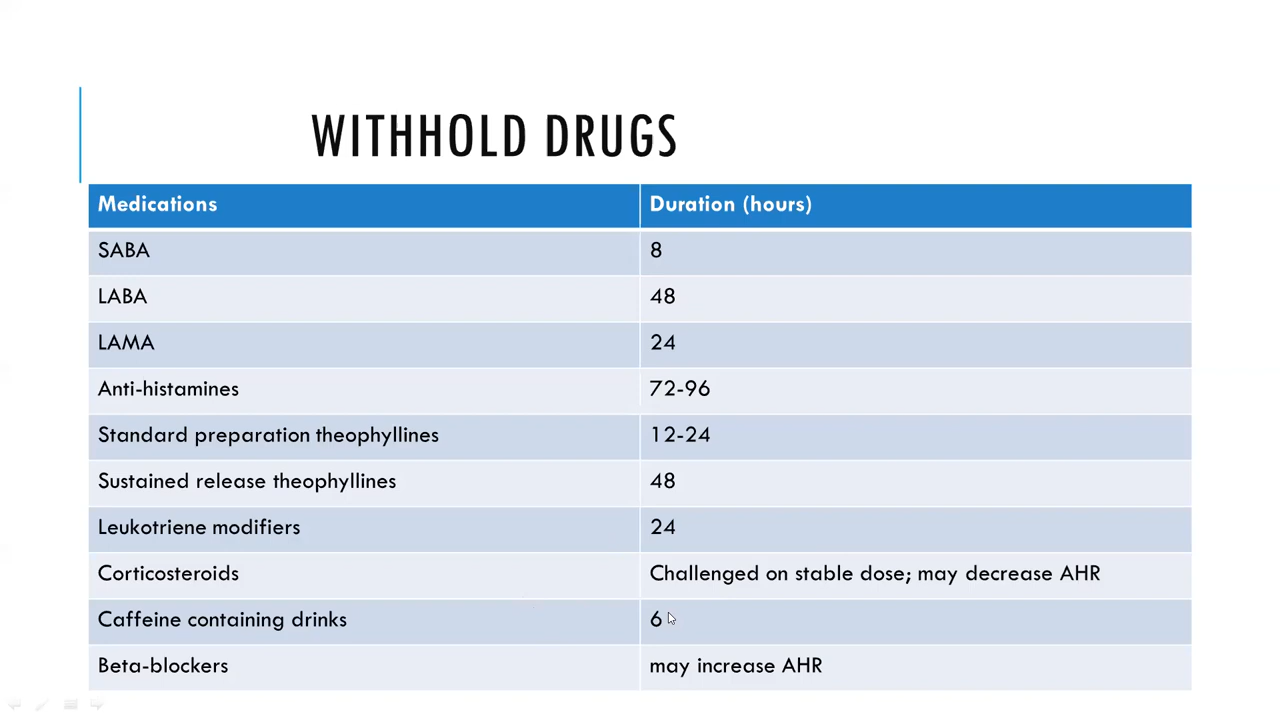 WITHHOLD DRUGS
Medications Duration (hours)
SABA 8
LABA 48
LAMA 24
Anti-histamines 72-96
Standard preparation theophyllines 12-24
Sustained release theophyllines 48
Leukotriene modifiers 24
Corticosteroids Challenged on stable dose; may decrease AHR
Caffeine containing drinks 6
Beta-blockers may increase AHR